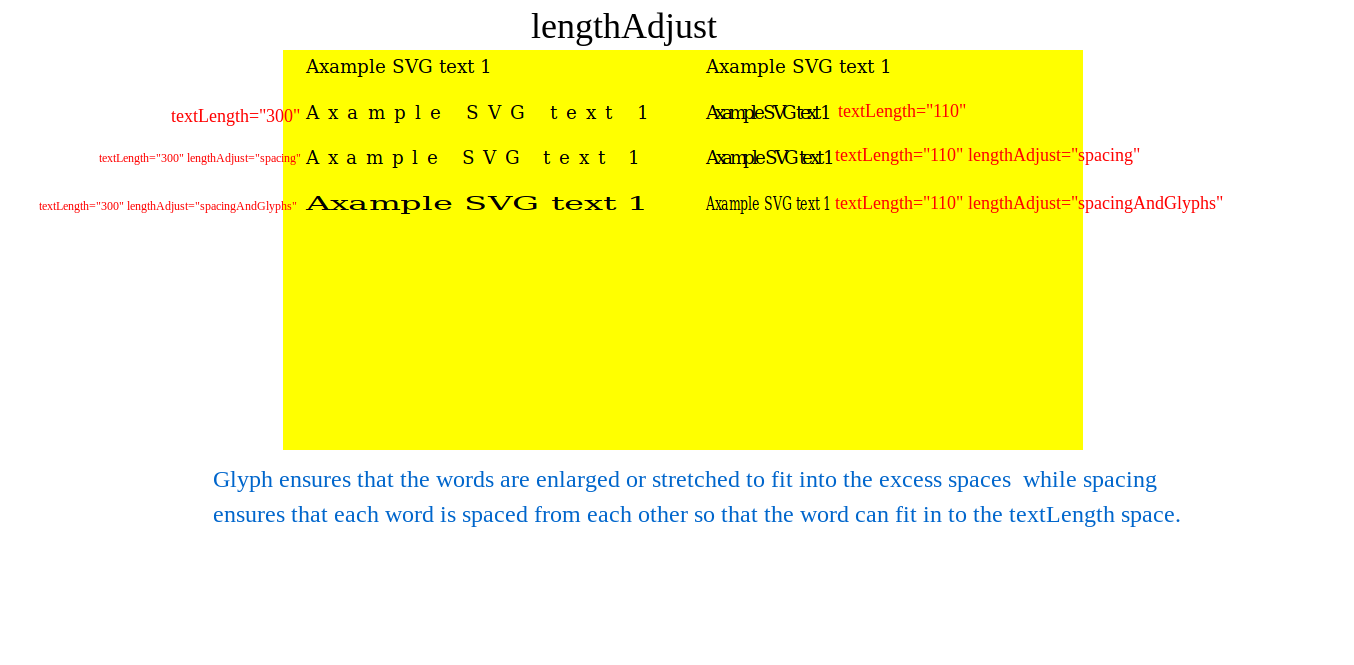 lengthAdjust
Axample SVG text 1 Axample SVG text 1
textLength="300" Axample SVG text 1 Axample SVG text 1 textLength="110"
textLength="300" lengthAdjust="spacing" Axample SVG text 1 Axample SVG text 1 textLength="110" lengthAdjust="spacing"
textLength="300" lengthAdjust="spacingAndGlyphs" Axample SVG text 1 Axample SVG text 1 textLength="110" lengthAdjust="spacingAndGlyphs"
Glyph ensures that the words are enlarged or stretched to fit into the excess spaces  while spacing
ensures that each word is spaced from each other so that the word can fit in to the textLength space.